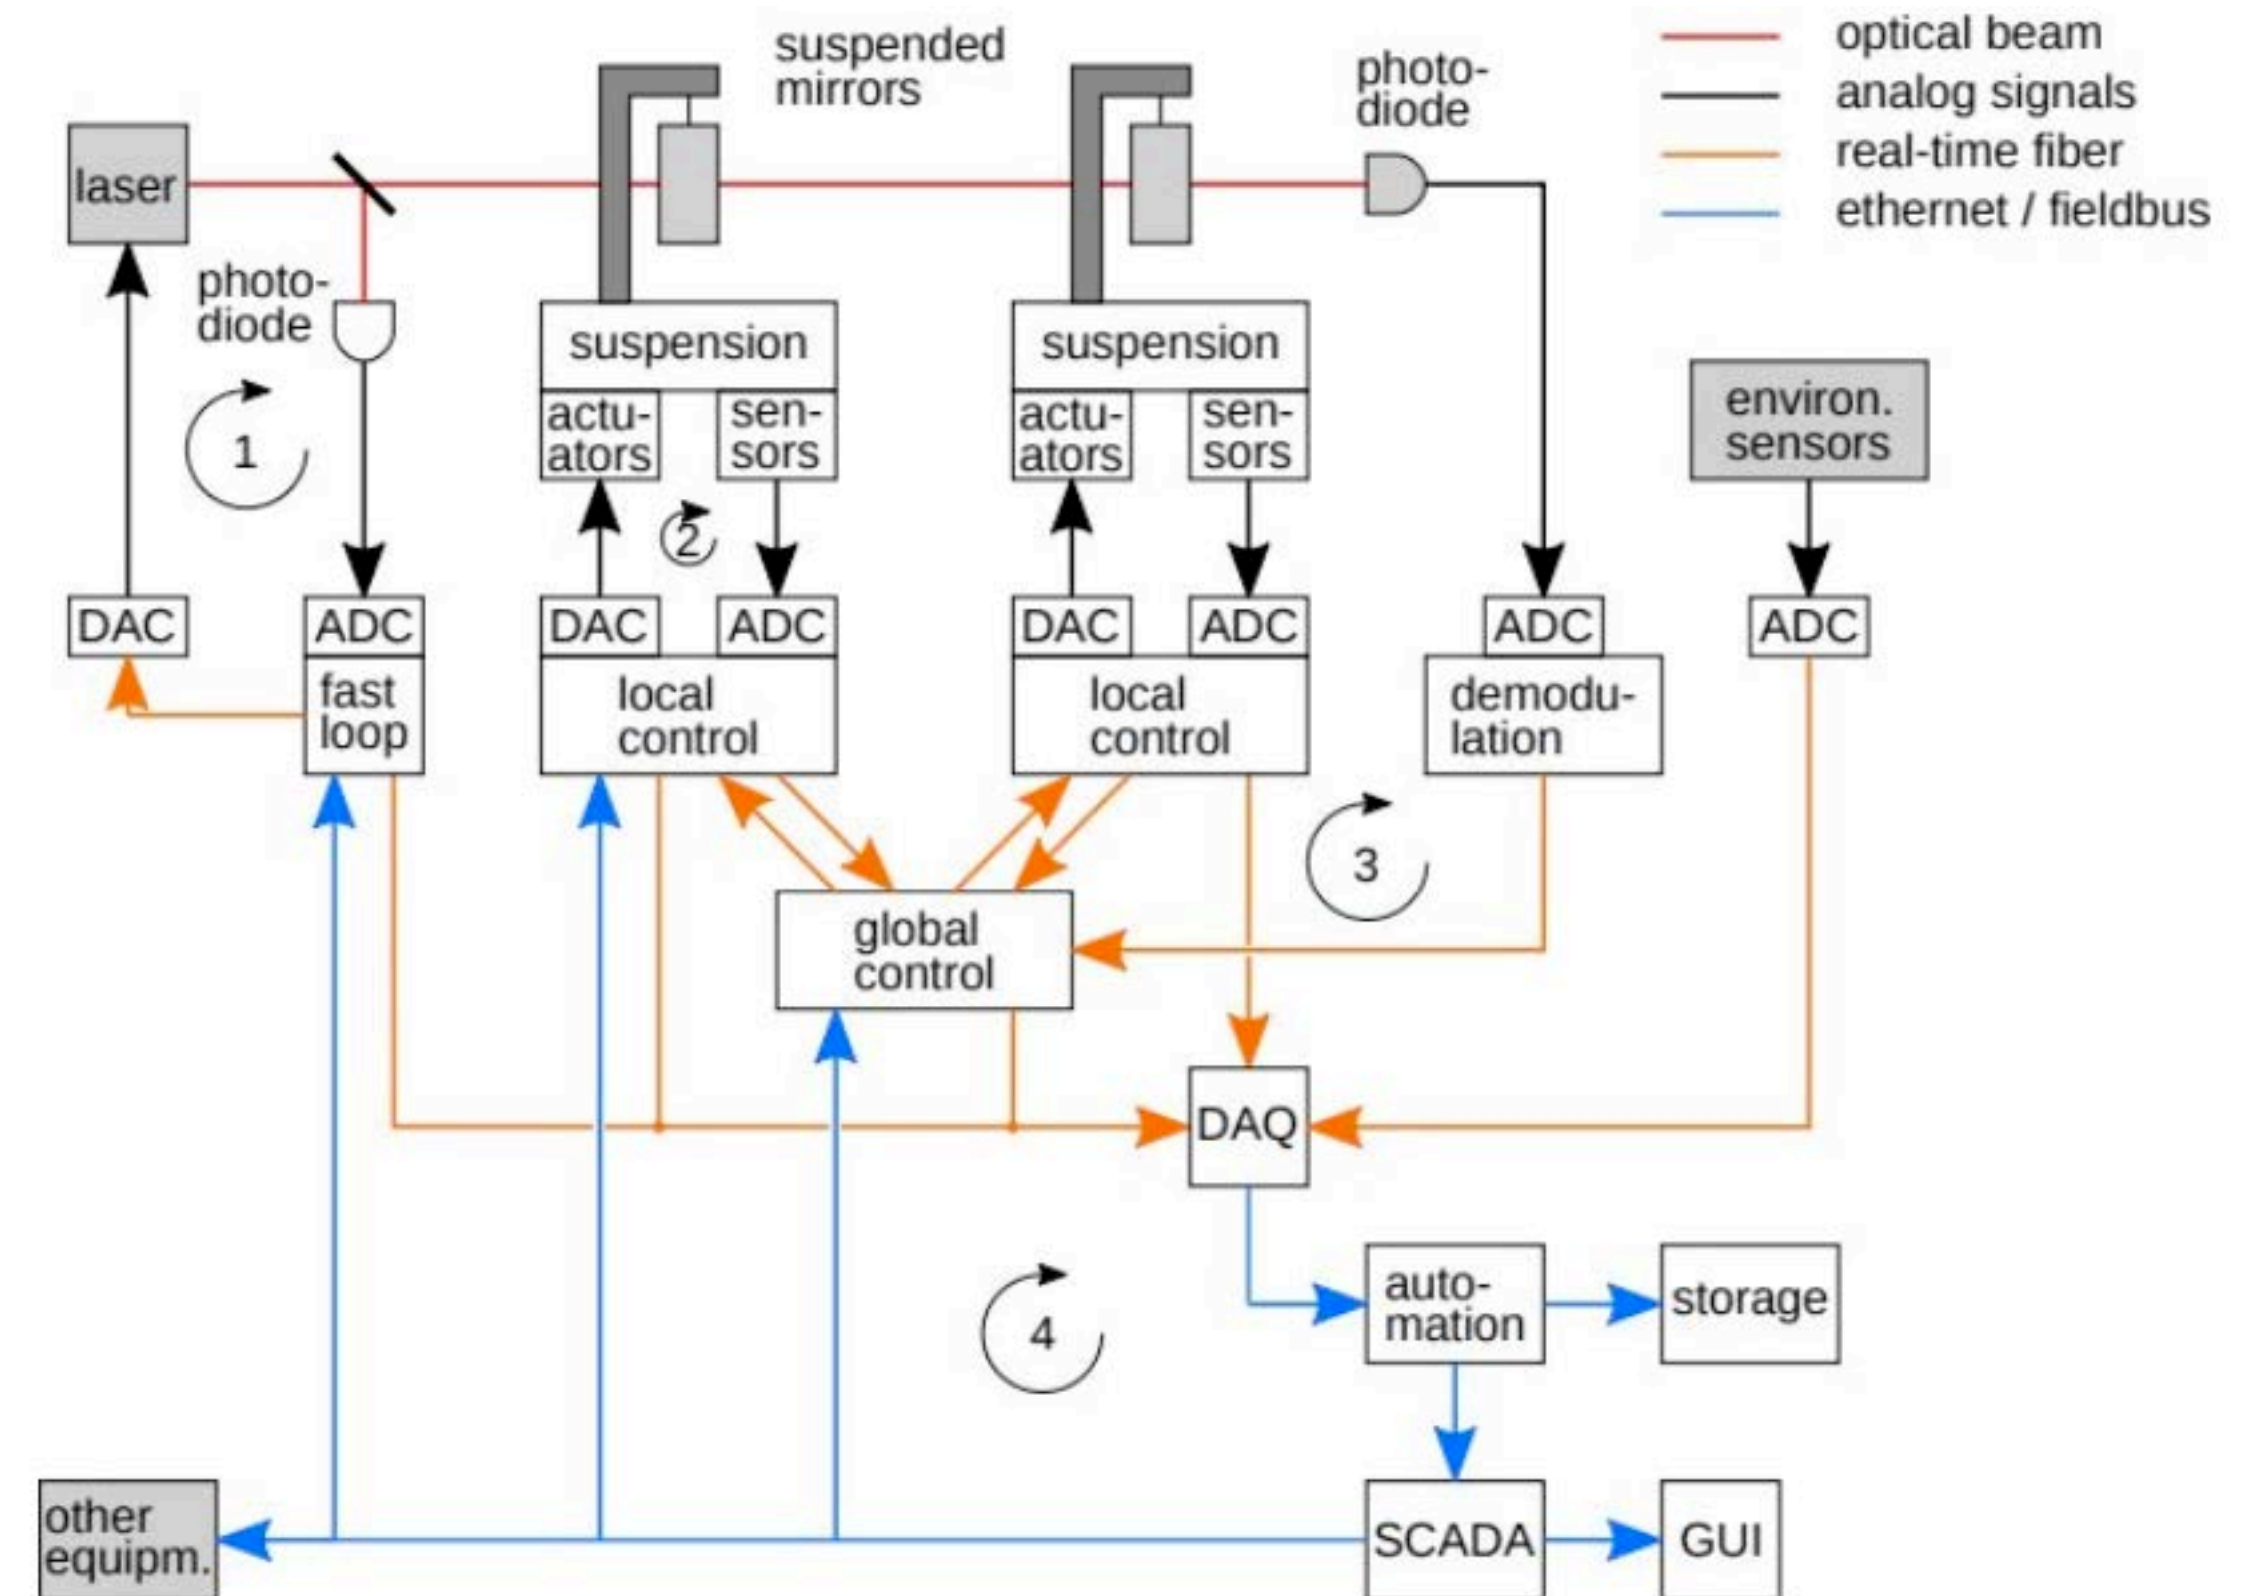 suspended
mirrors
photo-
diode
optical beam
analog signals
real-time fiber
ethernet / fieldbus
laser
photo-
diode
suspension
suspension
actu-
ators
sen-
sors
actu-
ators
sen-
sors
environ.
sensors
1
2
DAC
ADC
DAC
ADC
DAC
ADC
ADC
ADC
fast
loop
local
control
local
control
demodu-
lation
3
global
control
DAQ
4
auto-
mation
storage
other
equipm.
SCADA
GUI